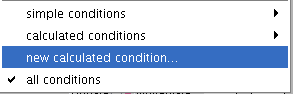 simple conditions
calculated conditions
new calculated condition...
all conditions